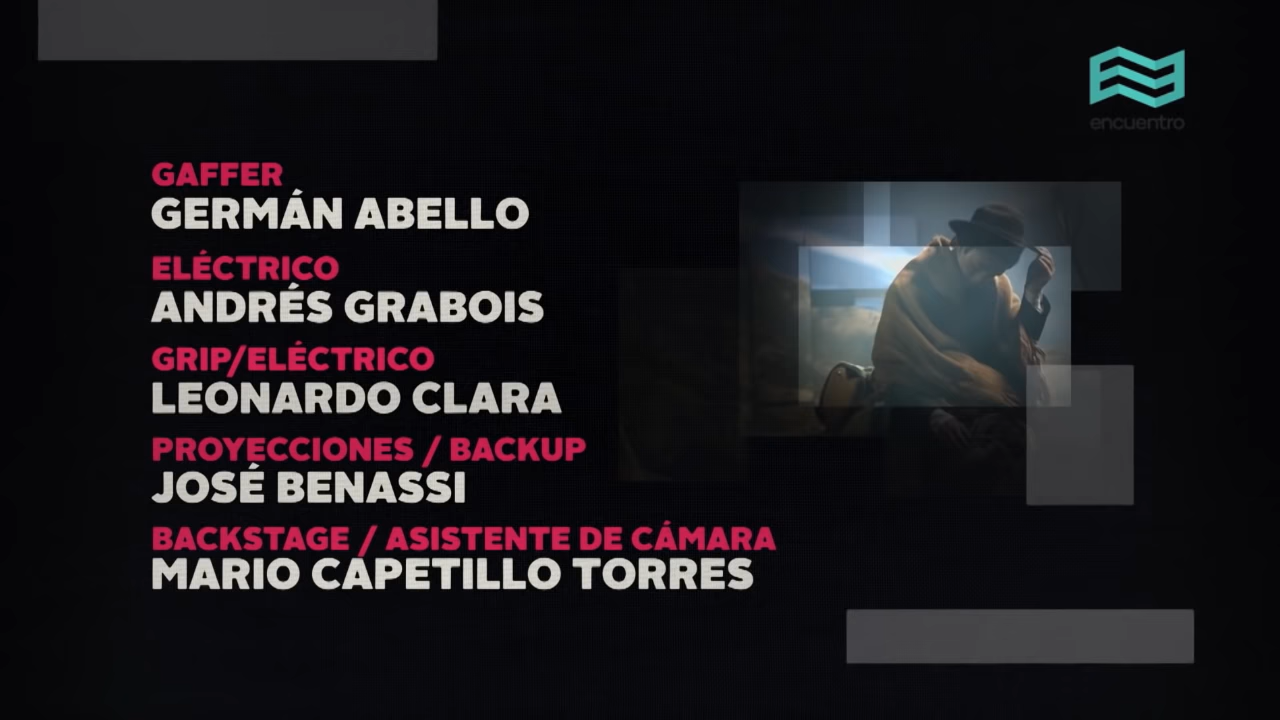 encuentro
GAFFER
GERMÁN ABELLO
ELÉCTRICO
ANDRÉS GRABOIS
GRIP/ELÉCTRICO
LEONARDO CLARA
PROYECCIONES / BACKUP
JOSÉ BENASSI
BACKSTAGE / ASISTENTE DE CÁMARA
MARIO CAPETILLO TORRES